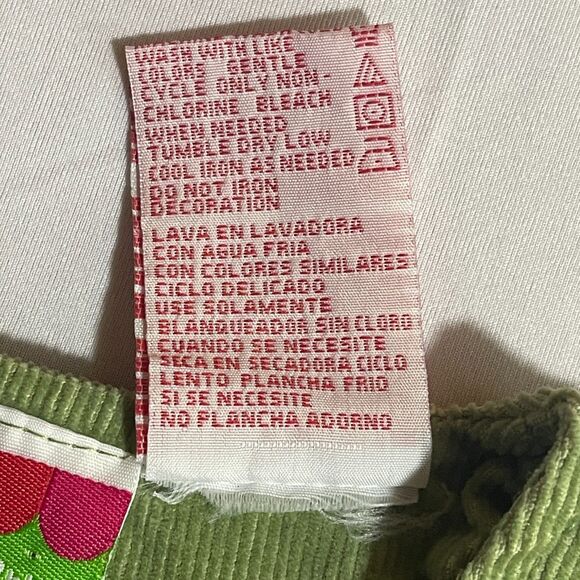 WASH WITH LIKE
COLORS GENTLE
CYCLE ONLY NON-
CHLORINE BLEACH
WHEN NEEDED
TUMBLE DRY LOW
COOL IRON AS NEEDED
DO NOT IRON
DECORATION
LAVA EN LAVADORA
CON AGUA FRIA
CON COLORES SIMILARES
CICLO DELICADO
USE SOLAMENTE
BLANQUEADOR SIN CLORO
CUANDO SE NECESITE
SECA EN SECADORA CICLO
LENTO PLANCHA FRIO
SI SE NECESITE
NO PLANCHA ADORNO